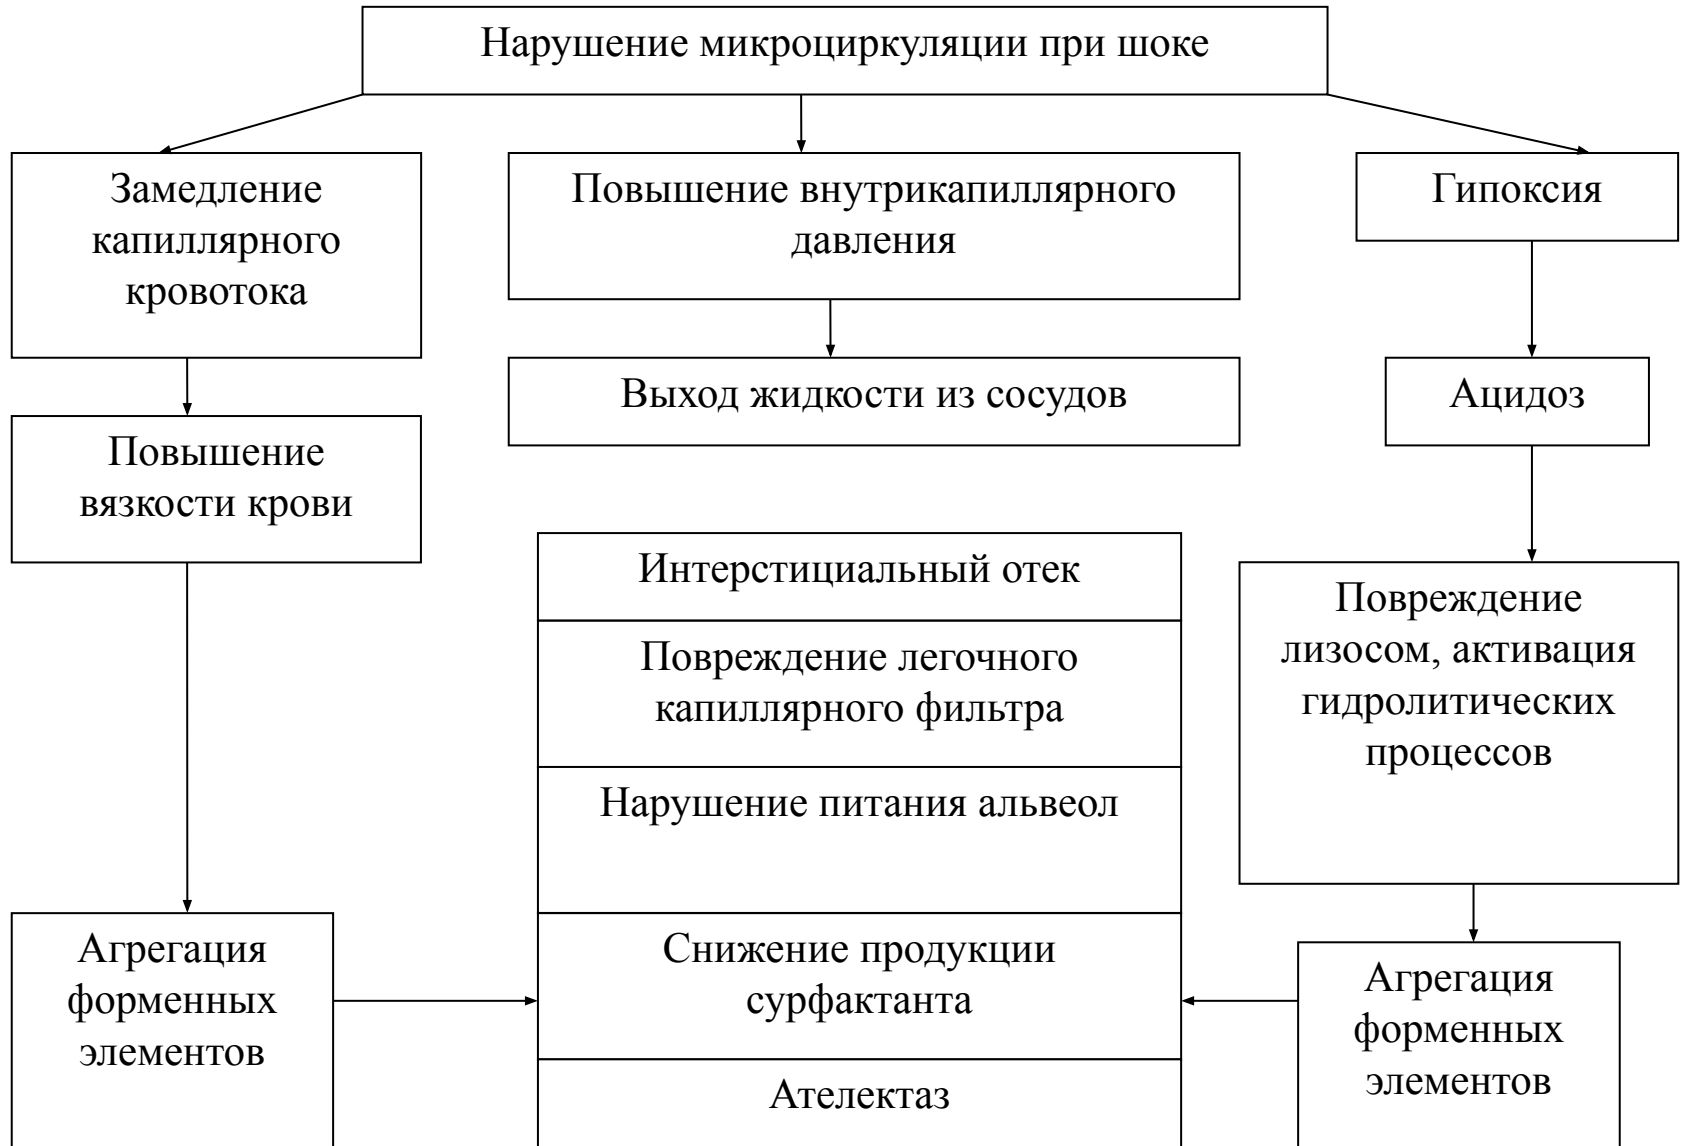 Нарушение микроциркуляции при шоке
Замедление
капиллярного
кровотока
Повышение внутрикапиллярного
давления
Гипоксия
Выход жидкости из сосудов
Ацидоз
Повышение
вязкости крови
Интерстициальный отек
Повреждение легочного
капиллярного фильтра
Нарушение питания альвеол
Повреждение
лизосом, активация
гидролитических
процессов
Агрегация
форменных
элементов
Снижение продукции
сурфактанта
Ателектаз
Агрегация
форменных
элементов